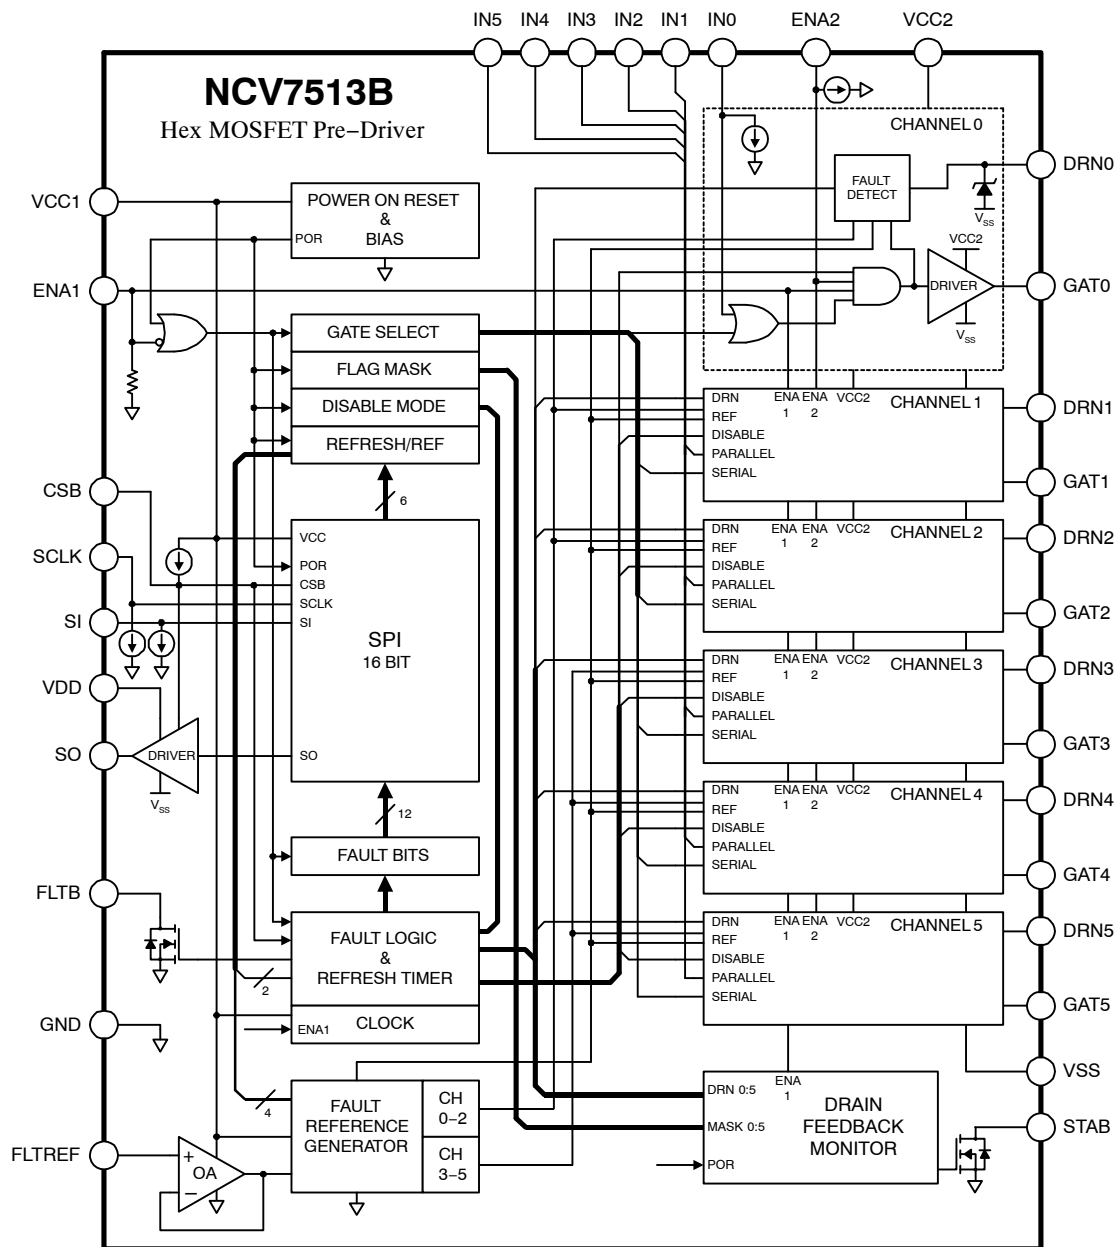 IN5 IN4 IN3 IN2 IN1 IN0 ENA2 VCC2
NCV7513B
Hex MOSFET Pre−Driver
VCC1
ENA1
CSB
SCLK
SI
VDD
SO
FLTB
GND
FLTREF
POWER ON RESET
&
BIAS
POR
GATE SELECT
FLAG MASK
DISABLE MODE
REFRESH/REF
6
VCC
POR
CSB
SCLK
SI
SPI
16 BIT
SO
DRIVER
VSS
12
FAULT BITS
FAULT LOGIC
&
REFRESH TIMER
2
CLOCK
ENA1
4
FAULT
REFERENCE
GENERATOR
CH
0−2
CH
3−5
+
OA
−
CHANNEL 0
FAULT
DETECT
VSS
VCC2
DRIVER
VSS
DRN
REF
DISABLE
PARALLEL
SERIAL
ENA
1
ENA
2
VCC2
CHANNEL 1
DRN
REF
DISABLE
PARALLEL
SERIAL
ENA
1
ENA
2
VCC2
CHANNEL 2
DRN
REF
DISABLE
PARALLEL
SERIAL
ENA
1
ENA
2
VCC2
CHANNEL 3
DRN
REF
DISABLE
PARALLEL
SERIAL
ENA
1
ENA
2
VCC2
CHANNEL 4
DRN
REF
DISABLE
PARALLEL
SERIAL
ENA
1
ENA
2
VCC2
CHANNEL 5
DRN 0:5
MASK 0:5
POR
ENA
1
DRAIN
FEEDBACK
MONITOR
DRN0
GAT0
DRN1
GAT1
DRN2
GAT2
DRN3
GAT3
DRN4
GAT4
DRN5
GAT5
VSS
STAB